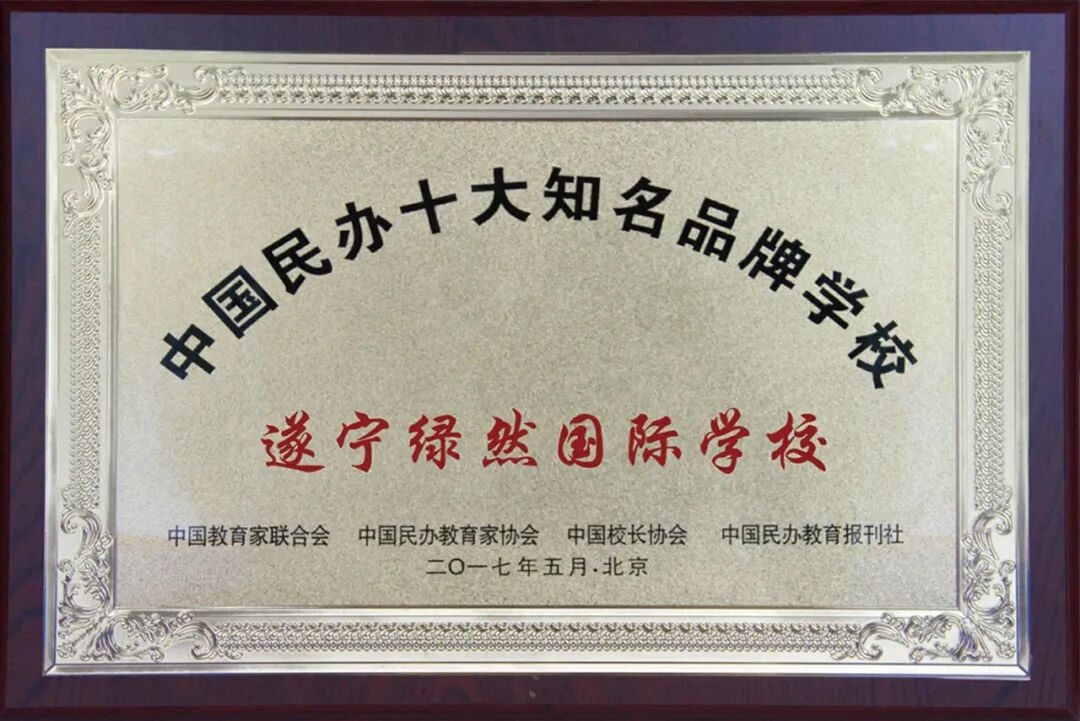 中国民办十大知名品牌学校
遂宁绿然国际学校
中国教育家联合会 中国民办教育家协会 中国校长协会 中国民办教育报刊社
二〇一七年五月·北京